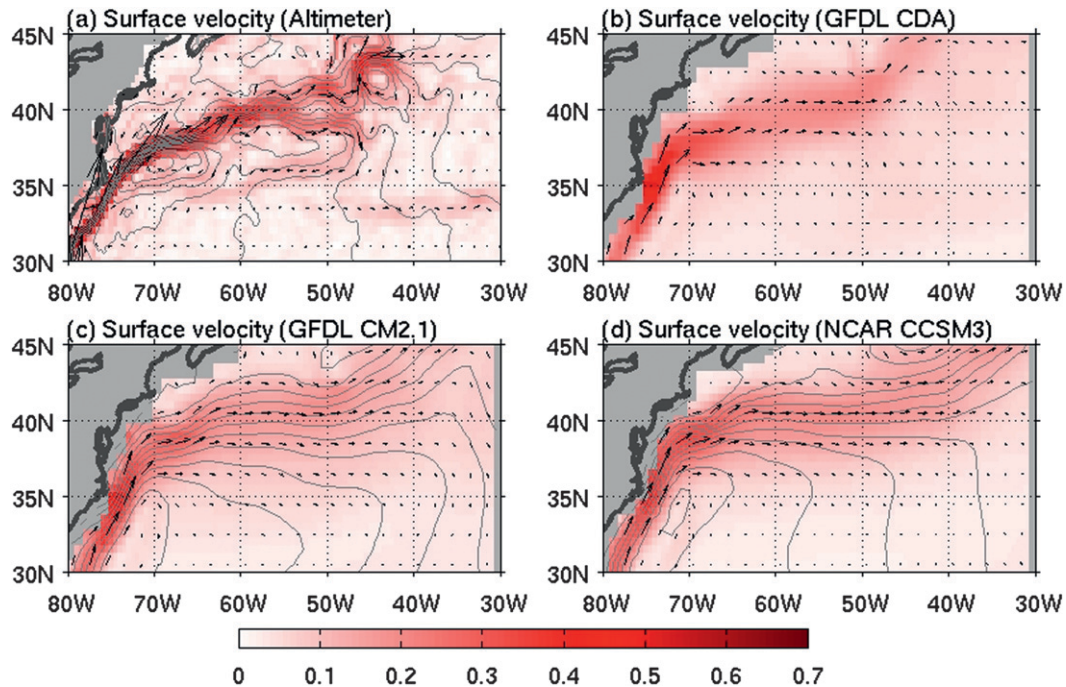 (a) Surface velocity (Altimeter)
(b) Surface velocity (GFDL CDA)
45N
40N
35N
30N
80W 70W 60W 50W 40W 30W
45N
40N
35N
30N
80W 70W 60W 50W 40W 30W
(c) Surface velocity (GFDL CM2.1)
(d) Surface velocity (NCAR CCSM3)
45N
40N
35N
30N
80W 70W 60W 50W 40W 30W
45N
40N
35N
30N
80W 70W 60W 50W 40W 30W
0 0.1 0.2 0.3 0.4 0.5 0.6 0.7